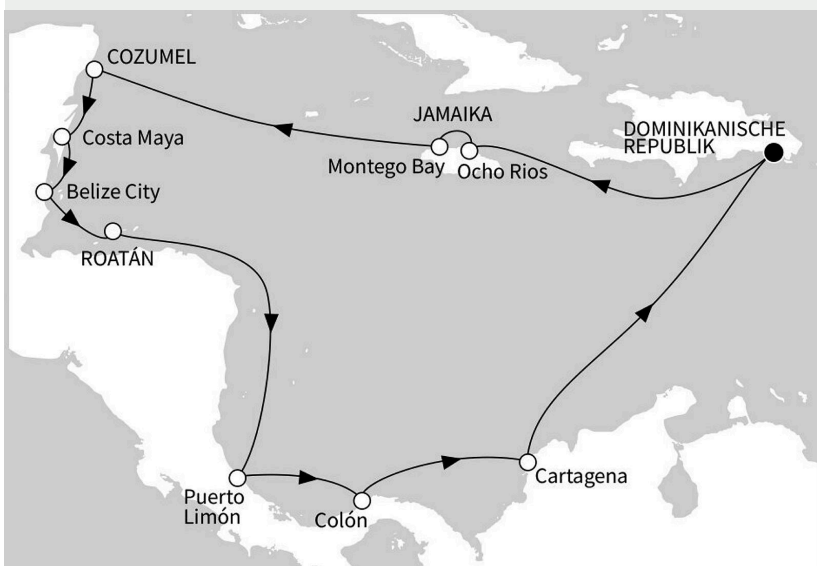 COZUMEL
JAMAIKA
DOMINIKANISCHE
REPUBLIK
Costa Maya
Montego Bay
Ocho Rios
Belize City
ROATÁN
Cartagena
Puerto
Limón
Colón